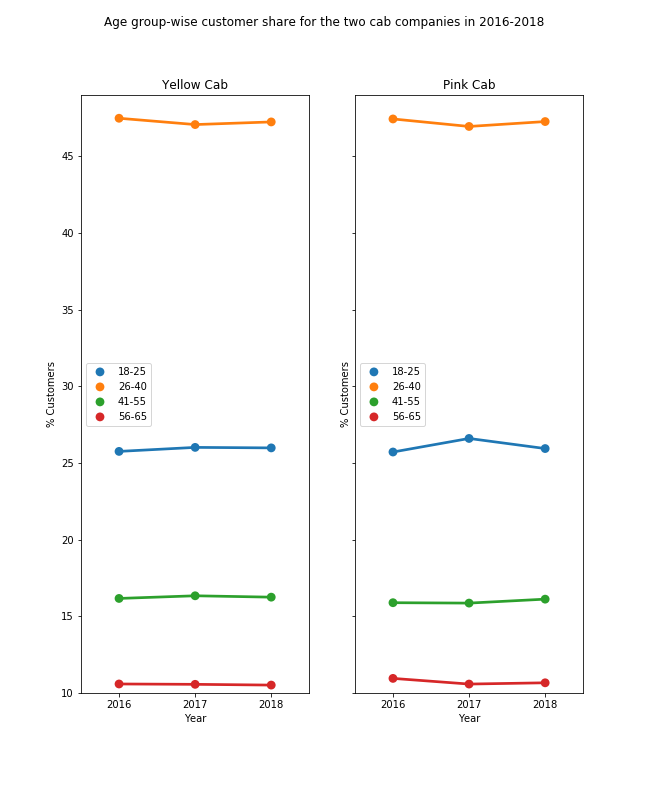 Age group-wise customer share for the two cab companies in 2016-2018
Yellow Cab
45
40
35
30
25
20
15
10
% Customers
18-25
26-40
41-55
56-65
2016 2017 2018
Year
Pink Cab
% Customers
18-25
26-40
41-55
56-65
2016 2017 2018
Year